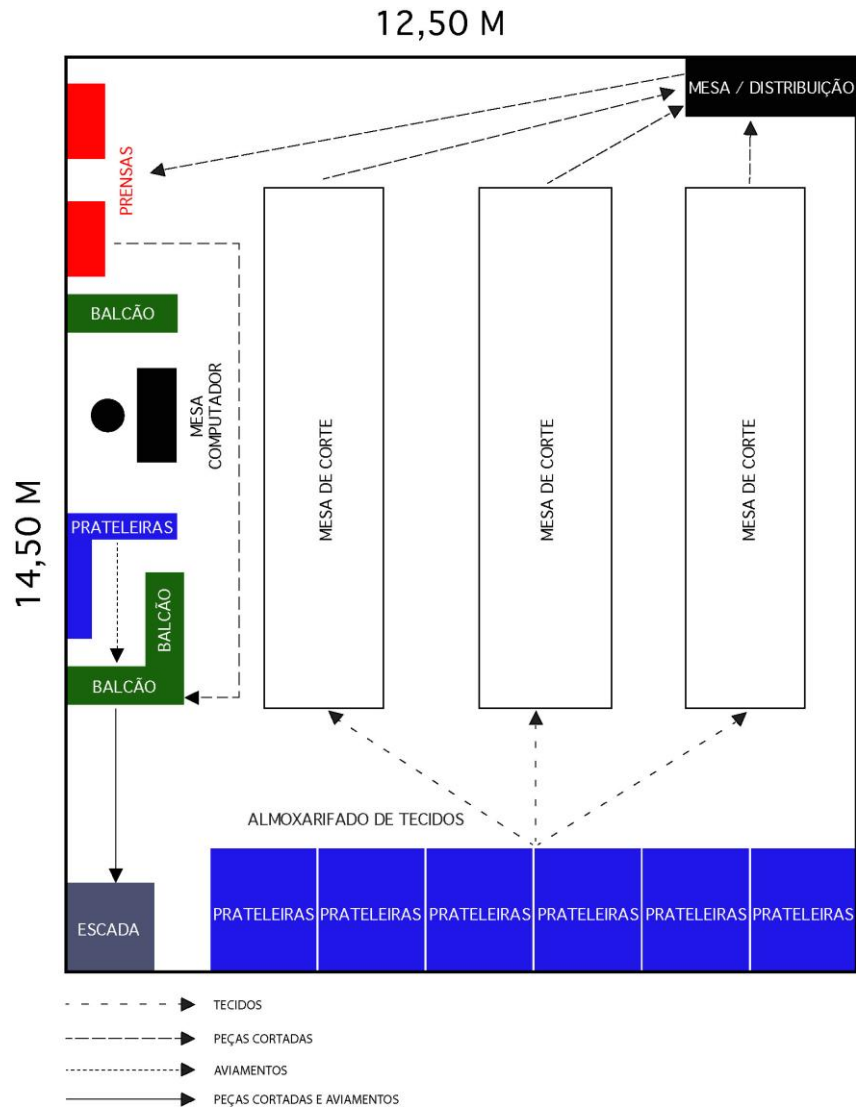 12,50 M
MESA / DISTRIBUIÇÃO
PRENSAS
BALCÃO
MESA
COMPUTADOR
MESA DE CORTE
MESA DE CORTE
MESA DE CORTE
14,50 M
PRATELEIRAS
BALCÃO
BALCÃO
ALMOXARIFADO DE TECIDOS
PRATELEIRAS
PRATELEIRAS
PRATELEIRAS
PRATELEIRAS
PRATELEIRAS
PRATELEIRAS
ESCADA
TECIDOS
PEÇAS CORTADAS
AVIAMENTOS
PEÇAS CORTADAS E AVIAMENTOS